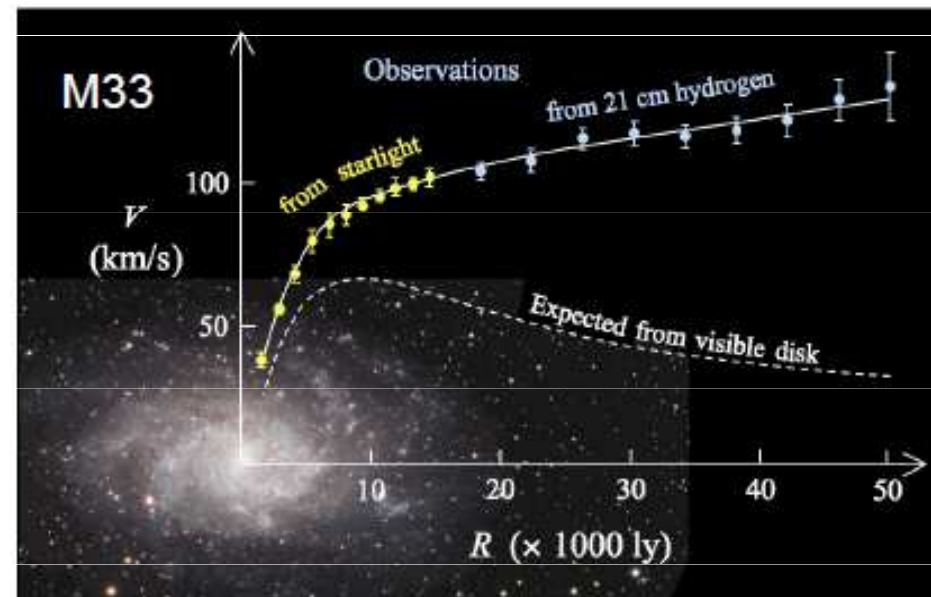 M33
Observations
from 21 cm hydrogen
from starlight
100
V
(km/s)
50
Expected from visible disk
10 20 30 40 50
R (× 1000 ly)